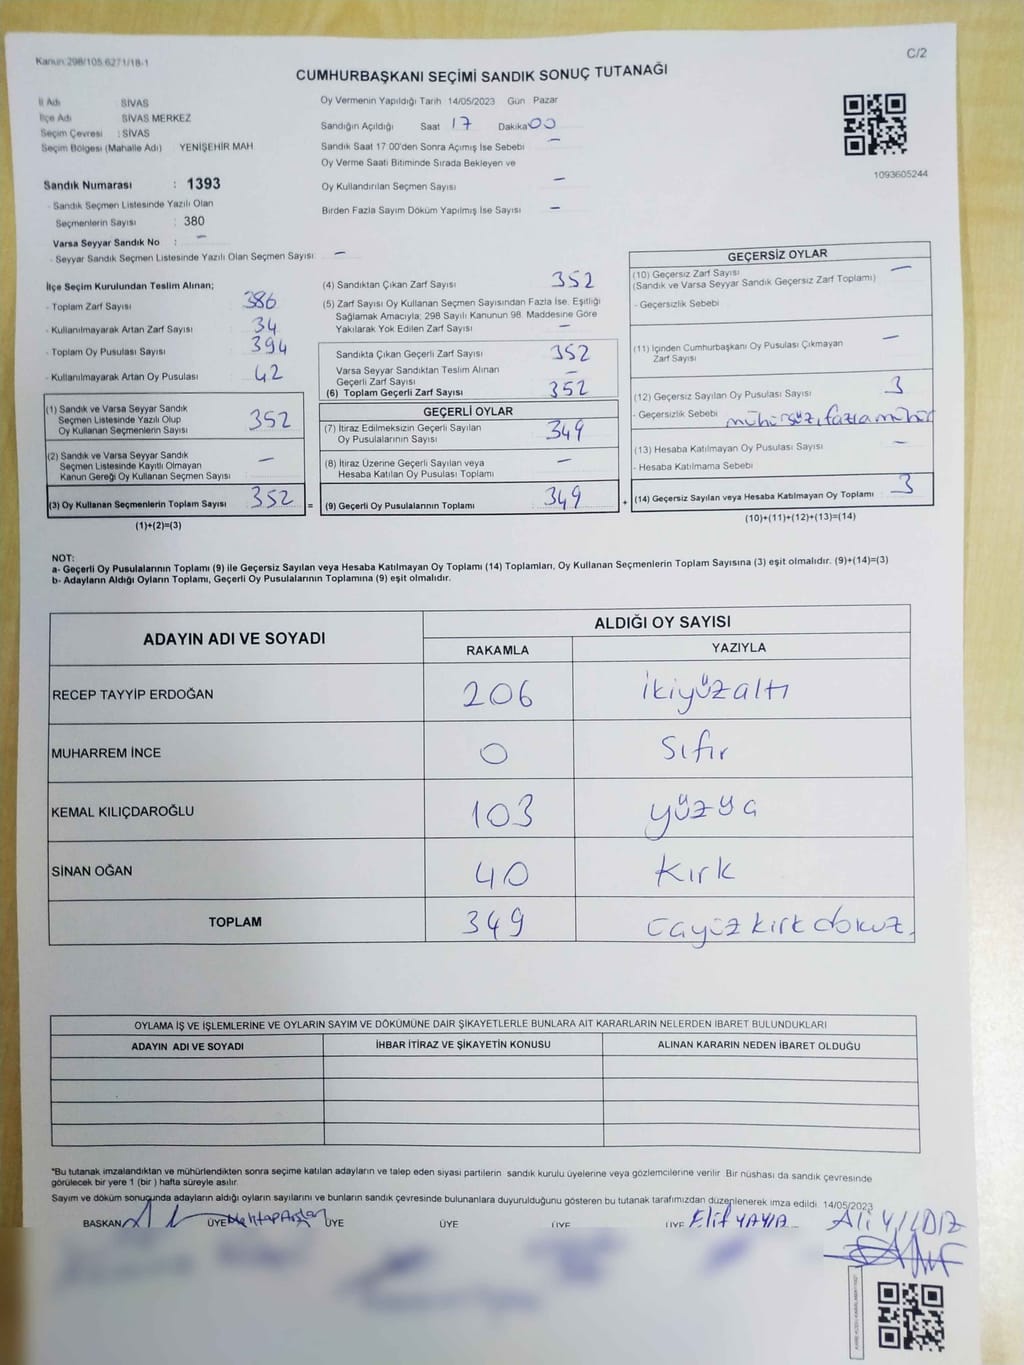 Kanun 298/105 6271/18-1
C/2
CUMHURBAŞKANI SEÇİMİ SANDIK SONUÇ TUTANAĞI
İl Adı SİVAS
İlçe Adı SİVAS MERKEZ
Seçim Çevresi : SİVAS
Seçim Bölgesi (Mahalle Adı) YENİŞEHİR MAH
Sandık Numarası : 1393
- Sandık Seçmen Listesinde Yazılı Olan
Seçmenlerin Sayısı : 380
Varsa Seyyar Sandık No : –
- Seyyar Sandık Seçmen Listesinde Yazılı Olan Seçmen Sayısı: –
Oy Vermenin Yapıldığı Tarih 14/05/2023 Gün Pazar
Sandığın Açıldığı Saat 17 Dakika 00
Sandık Saat 17:00'den Sonra Açımış İse Sebebi –
Oy Verme Saati Bitiminde Sırada Bekleyen ve
Oy Kullandırılan Seçmen Sayısı –
Birden Fazla Sayım Döküm Yapılmış İse Sayısı –
1093605244
İlçe Seçim Kurulundan Teslim Alınan;
- Toplam Zarf Sayısı 386
- Kullanılmayarak Artan Zarf Sayısı 34
- Toplam Oy Pusulası Sayısı 394
- Kullanılmayarak Artan Oy Pusulası 42
(1) Sandık ve Varsa Seyyar Sandık
Seçmen Listesinde Yazılı Olup
Oy Kullanan Seçmenlerin Sayısı 352
(2) Sandık ve Varsa Seyyar Sandık
Seçmen Listesinde Kayıtlı Olmayan
Kanun Gereği Oy Kullanan Seçmen Sayısı –
(3) Oy Kullanan Seçmenlerin Toplam Sayısı 352 =
(1)+(2)=(3)
(4) Sandıktan Çıkan Zarf Sayısı 352
(5) Zarf Sayısı Oy Kullanan Seçmen Sayısından Fazla İse, Eşitliği
Sağlamak Amacıyla; 298 Sayılı Kanunun 98. Maddesine Göre
Yakılarak Yok Edilen Zarf Sayısı –
Sandıkta Çıkan Geçerli Zarf Sayısı 352
Varsa Seyyar Sandıktan Teslim Alınan
Geçerli Zarf Sayısı –
(6) Toplam Geçerli Zarf Sayısı 352
GEÇERLİ OYLAR
(7) İtiraz Edilmeksizin Geçerli Sayılan
Oy Pusulalarının Sayısı 349
(8) İtiraz Üzerine Geçerli Sayılan veya
Hesaba Katılan Oy Pusulaları Toplamı –
(9) Geçerli Oy Pusulalarının Toplamı 349 +
GEÇERSİZ OYLAR
(10) Geçersiz Zarf Sayısı –
(Sandık ve Varsa Seyyar Sandık Geçersiz Zarf Toplamı)
- Geçersizlik Sebebi
(11) İçinden Cumhurbaşkanı Oy Pusulası Çıkmayan
Zarf Sayısı –
(12) Geçersiz Sayılan Oy Pusulası Sayısı 3
- Geçersizlik Sebebi mühürsüz, fazla mühür
(13) Hesaba Katılmayan Oy Pusulası Sayısı –
- Hesaba Katılmama Sebebi
(14) Geçersiz Sayılan veya Hesaba Katılmayan Oy Toplamı 3
(10)+(11)+(12)+(13)=(14)
NOT:
a- Geçerli Oy Pusulalarının Toplamı (9) ile Geçersiz Sayılan veya Hesaba Katılmayan Oy Toplamı (14) Toplamları, Oy Kullanan Seçmenlerin Toplam Sayısına (3) eşit olmalıdır. (9)+(14)=(3)
b- Adayların Aldığı Oyların Toplamı, Geçerli Oy Pusulalarının Toplamına (9) eşit olmalıdır.
ADAYIN ADI VE SOYADI ALDIĞI OY SAYISI
RAKAMLA YAZIYLA
RECEP TAYYİP ERDOĞAN 206 ikiyüzaltı
MUHARREM İNCE 0 Sıfır
KEMAL KILIÇDAROĞLU 103
SİNAN OĞAN 40 kırk
TOPLAM 349 kırk dokuz
OYLAMA İŞ VE İŞLEMLERİNE VE OYLARIN SAYIM VE DÖKÜMÜNE DAİR ŞİKAYETLERLE BUNLARA AİT KARARLARIN NELERDEN İBARET BULUNDUKLARI
ADAYIN ADI VE SOYADI İHBAR İTİRAZ VE ŞİKAYETİN KONUSU ALINAN KARARIN NEDEN İBARET OLDUĞU
*Bu tutanak imzalandıktan ve mühürlendikten sonra seçime katılan adayların ve talep eden siyasi partilerin sandık kurulu üyelerine veya gözlemcilerine verilir. Bir nüshası da sandık çevresinde
görülecek bir yere 1 (bir ) hafta süreyle asılır.
Sayım ve döküm sonucunda adayların aldığı oyların sayılarını ve bunların sandık çevresinde bulunanlara duyurulduğunu gösteren bu tutanak tarafımızdan düzenlenerek imza edildi. 14/05/2023
BAŞKAN ÜYE ÜYE ÜYE ÜYE ÜYE Elif YAYLA Ali YILDIZ